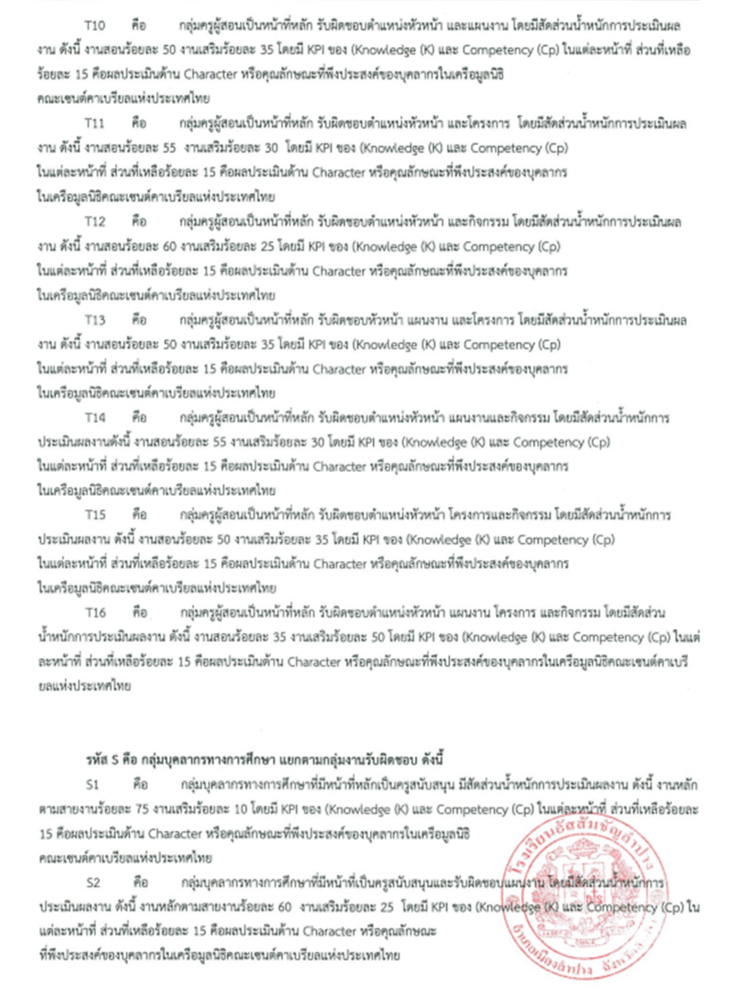 T10 คือ กลุ่มครูผู้สอนเป็นหน้าที่หลัก รับผิดชอบตำแหน่งหัวหน้า และแผนงาน โดยมีสัดส่วนน้ำหนักการประเมินผล
งาน ดังนี้ งานสอนร้อยละ 50 งานเสริมร้อยละ 35 โดยมี KPI ของ (Knowledge (K) และ Competency (Cp) ในแต่ละหน้าที่ ส่วนที่เหลือ
ร้อยละ 15 คือผลประเมินด้าน Character หรือคุณลักษณะที่พึงประสงค์ของบุคลากรในเครือมูลนิธิ
คณะเซนต์คาเบรียลแห่งประเทศไทย
T11 คือ กลุ่มครูผู้สอนเป็นหน้าที่หลัก รับผิดชอบตำแหน่งหัวหน้า และโครงการ โดยมีสัดส่วนน้ำหนักการประเมินผล
งาน ดังนี้ งานสอนร้อยละ 55 งานเสริมร้อยละ 30 โดยมี KPI ของ (Knowledge (K) และ Competency (Cp)
ในแต่ละหน้าที่ ส่วนที่เหลือร้อยละ 15 คือผลประเมินด้าน Character หรือคุณลักษณะที่พึงประสงค์ของบุคลากร
ในเครือมูลนิธิคณะเซนต์คาเบรียลแห่งประเทศไทย
T12 คือ กลุ่มครูผู้สอนเป็นหน้าที่หลัก รับผิดชอบตำแหน่งหัวหน้า และกิจกรรม โดยมีสัดส่วนน้ำหนักการประเมินผล
งาน ดังนี้ งานสอนร้อยละ 60 งานเสริมร้อยละ 25 โดยมี KPI ของ (Knowledge (K) และ Competency (Cp)
ในแต่ละหน้าที่ ส่วนที่เหลือร้อยละ 15 คือผลประเมินด้าน Character หรือคุณลักษณะที่พึงประสงค์ของบุคลากร
ในเครือมูลนิธิคณะเซนต์คาเบรียลแห่งประเทศไทย
T13 คือ กลุ่มครูผู้สอนเป็นหน้าที่หลัก รับผิดชอบหัวหน้า แผนงาน และโครงการ โดยมีสัดส่วนน้ำหนักการประเมินผล
งาน ดังนี้ งานสอนร้อยละ 50 งานเสริมร้อยละ 35 โดยมี KPI ของ (Knowledge (K) และ Competency (Cp)
ในแต่ละหน้าที่ ส่วนที่เหลือร้อยละ 15 คือผลประเมินด้าน Character หรือคุณลักษณะที่พึงประสงค์ของบุคลากร
ในเครือมูลนิธิคณะเซนต์คาเบรียลแห่งประเทศไทย
T14 คือ กลุ่มครูผู้สอนเป็นหน้าที่หลัก รับผิดชอบตำแหน่งหัวหน้า แผนงานและกิจกรรม โดยมีสัดส่วนน้ำหนักการ
ประเมินผลงานดังนี้ งานสอนร้อยละ 55 งานเสริมร้อยละ 30 โดยมี KPI ของ (Knowledge (K) และ Competency (Cp)
ในแต่ละหน้าที่ ส่วนที่เหลือร้อยละ 15 คือผลประเมินด้าน Character หรือคุณลักษณะที่พึงประสงค์ของบุคลากร
ในเครือมูลนิธิคณะเซนต์คาเบรียลแห่งประเทศไทย
T15 คือ กลุ่มครูผู้สอนเป็นหน้าที่หลัก รับผิดชอบตำแหน่งหัวหน้า โครงการและกิจกรรม โดยมีสัดส่วนน้ำหนักการ
ประเมินผลงาน ดังนี้ งานสอนร้อยละ 50 งานเสริมร้อยละ 35 โดยมี KPI ของ (Knowledge (K) และ Competency (Cp)
ในแต่ละหน้าที่ ส่วนที่เหลือร้อยละ 15 คือผลประเมินด้าน Character หรือคุณลักษณะที่พึงประสงค์ของบุคลากร
ในเครือมูลนิธิคณะเซนต์คาเบรียลแห่งประเทศไทย
T16 คือ กลุ่มครูผู้สอนเป็นหน้าที่หลัก รับผิดชอบตำแหน่งหัวหน้า แผนงาน โครงการ และกิจกรรม โดยมีสัดส่วน
น้ำหนักการประเมินผลงาน ดังนี้ งานสอนร้อยละ 35 งานเสริมร้อยละ 50 โดยมี KPI ของ (Knowledge (K) และ Competency (Cp) ในแต่
ละหน้าที่ ส่วนที่เหลือร้อยละ 15 คือผลประเมินด้าน Character หรือคุณลักษณะที่พึงประสงค์ของบุคลากรในเครือมูลนิธิคณะเซนต์คาเบรี
ยลแห่งประเทศไทย
รหัส S คือ กลุ่มบุคลากรทางการศึกษา แยกตามกลุ่มงานรับผิดชอบ ดังนี้
S1 คือ กลุ่มบุคลากรทางการศึกษาที่มีหน้าที่หลักเป็นครูสนับสนุน มีสัดส่วนน้ำหนักการประเมินผลงาน ดังนี้ งานหลัก
ตามสายงานร้อยละ 75 งานเสริมร้อยละ 10 โดยมี KPI ของ (Knowledge (K) และ Competency (Cp) ในแต่ละหน้าที่ ส่วนที่เหลือร้อยละ
15 คือผลประเมินด้าน Character หรือคุณลักษณะที่พึงประสงค์ของบุคลากรในเครือมูลนิธิ
คณะเซนต์คาเบรียลแห่งประเทศไทย
S2 คือ กลุ่มบุคลากรทางการศึกษาที่มีหน้าที่เป็นครูสนับสนุนและรับผิดชอบแผนงาน โดยมีสัดส่วนน้ำหนักการ
ประเมินผลงาน ดังนี้ งานหลักตามสายงานร้อยละ 60 งานเสริมร้อยละ 25 โดยมี KPI ของ (Knowledge (K) และ Competency (Cp) ใน
แต่ละหน้าที่ ส่วนที่เหลือร้อยละ 15 คือผลประเมินด้าน Character หรือคุณลักษณะ
ที่พึงประสงค์ของบุคลากรในเครือมูลนิธิคณะเซนต์คาเบรียลแห่งประเทศไทย
โรงเรียนอัสสัมชัญลำปาง
อำเภอเมืองลำปาง